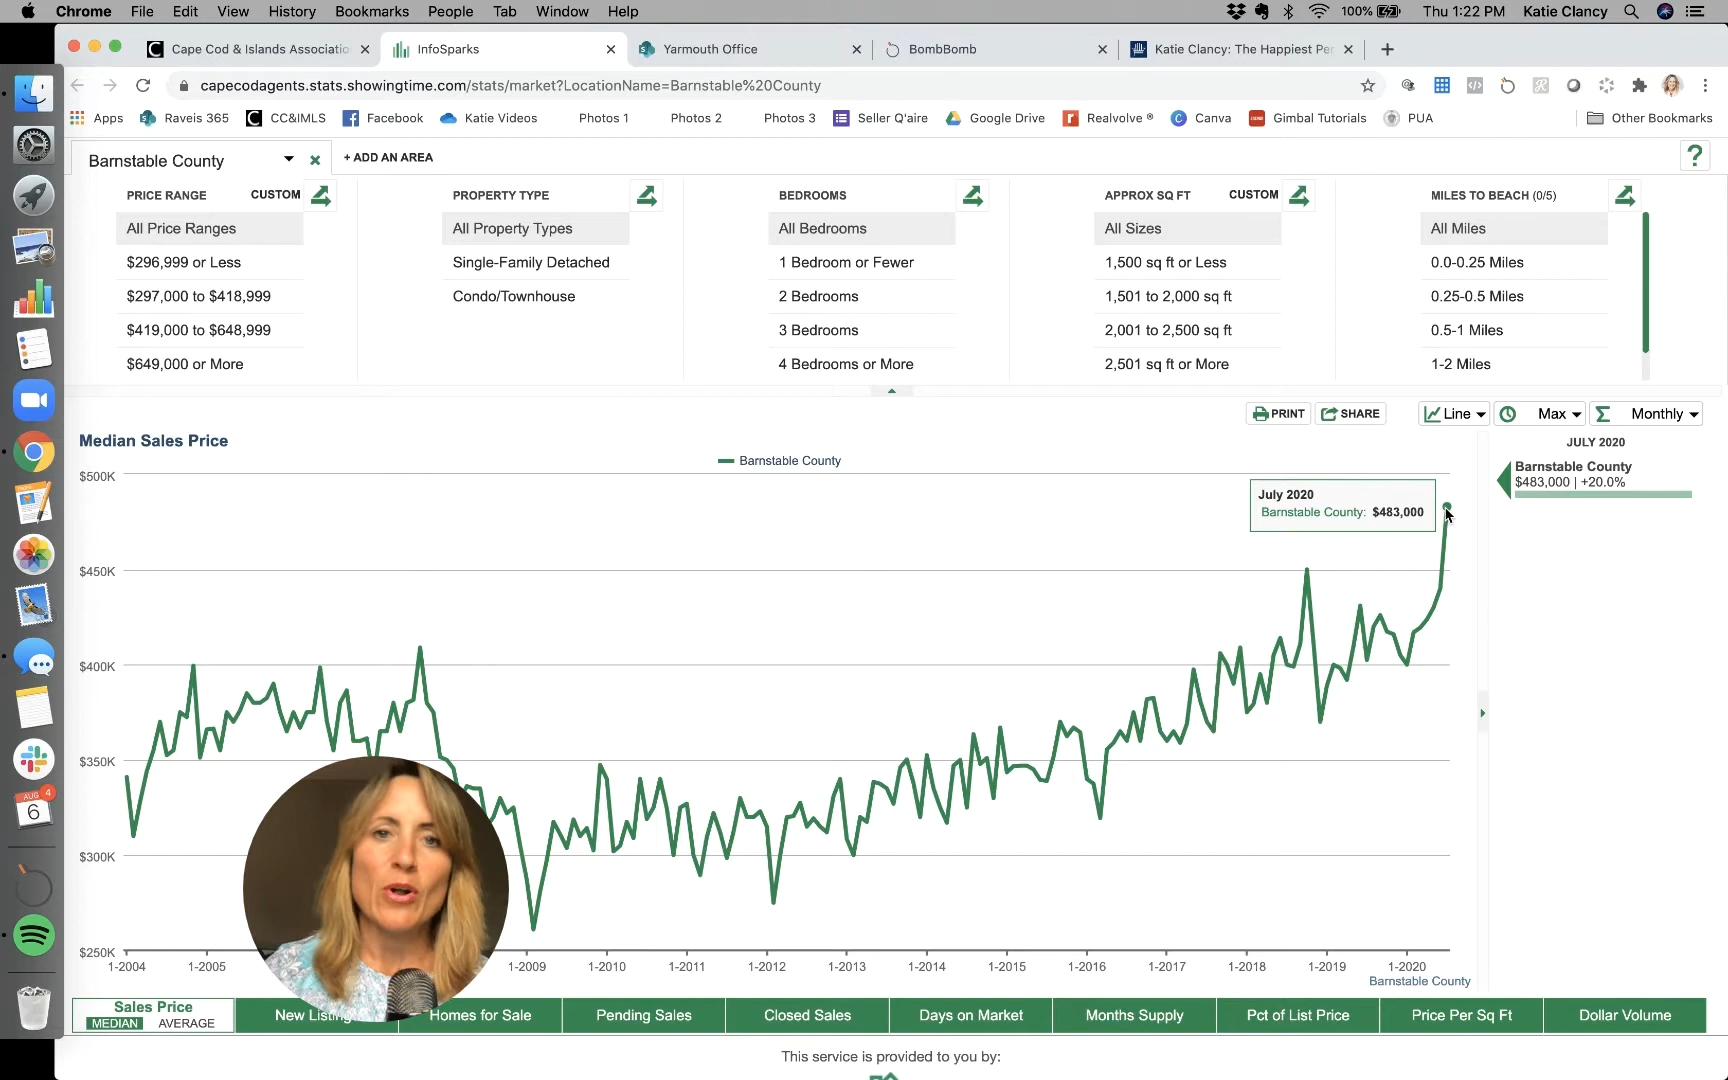 Chrome File Edit View History Bookmarks People Tab Window Help 100% Thu 1:22 PM Katie Clancy
Cape Cod & Islands Associatio InfoSparks Yarmouth Office BombBomb Katie Clancy: The Happiest Per
capecodagents.stats.showingtime.com/stats/market?LocationName=Barnstable%20County
Apps Raveis 365 CC&IMLS Facebook Katie Videos Photos 1 Photos 2 Photos 3 Seller Q'aire Google Drive Realvolve ® Canva Gimbal Tutorials PUA Other Bookmarks
Barnstable County + ADD AN AREA ?
PRICE RANGE CUSTOM PROPERTY TYPE BEDROOMS APPROX SQ FT CUSTOM MILES TO BEACH (0/5)
All Price Ranges All Property Types All Bedrooms All Sizes All Miles
$296,999 or Less Single-Family Detached 1 Bedroom or Fewer 1,500 sq ft or Less 0.0-0.25 Miles
$297,000 to $418,999 Condo/Townhouse 2 Bedrooms 1,501 to 2,000 sq ft 0.25-0.5 Miles
$419,000 to $648,999 3 Bedrooms 2,001 to 2,500 sq ft 0.5-1 Miles
$649,000 or More 4 Bedrooms or More 2,501 sq ft or More 1-2 Miles
PRINT SHARE Line Max Monthly
Median Sales Price
JULY 2020
Barnstable County
Barnstable County
$483,000 | +20.0%
$500K
July 2020
Barnstable County: $483,000
$450K
$400K
$350K
$300K
$250K
1-2004 1-2005 1-2009 1-2010 1-2011 1-2012 1-2013 1-2014 1-2015 1-2016 1-2017 1-2018 1-2019 1-2020
Barnstable County
Sales Price
MEDIAN AVERAGE
New Listings Homes for Sale Pending Sales Closed Sales Days on Market Months Supply Pct of List Price Price Per Sq Ft Dollar Volume
This service is provided to you by:
AUG 4
6